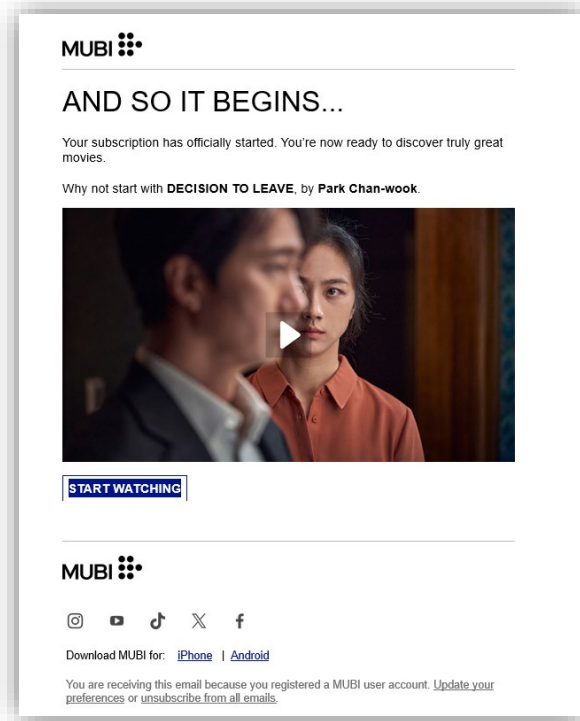 MUBI
AND SO IT BEGINS...
Your subscription has officially started. You're now ready to discover truly great
movies.
Why not start with DECISION TO LEAVE, by Park Chan-wook.
START WATCHING
MUBI
Download MUBI for: iPhone | Android
You are receiving this email because you registered a MUBI user account. Update your
preferences or unsubscribe from all emails.